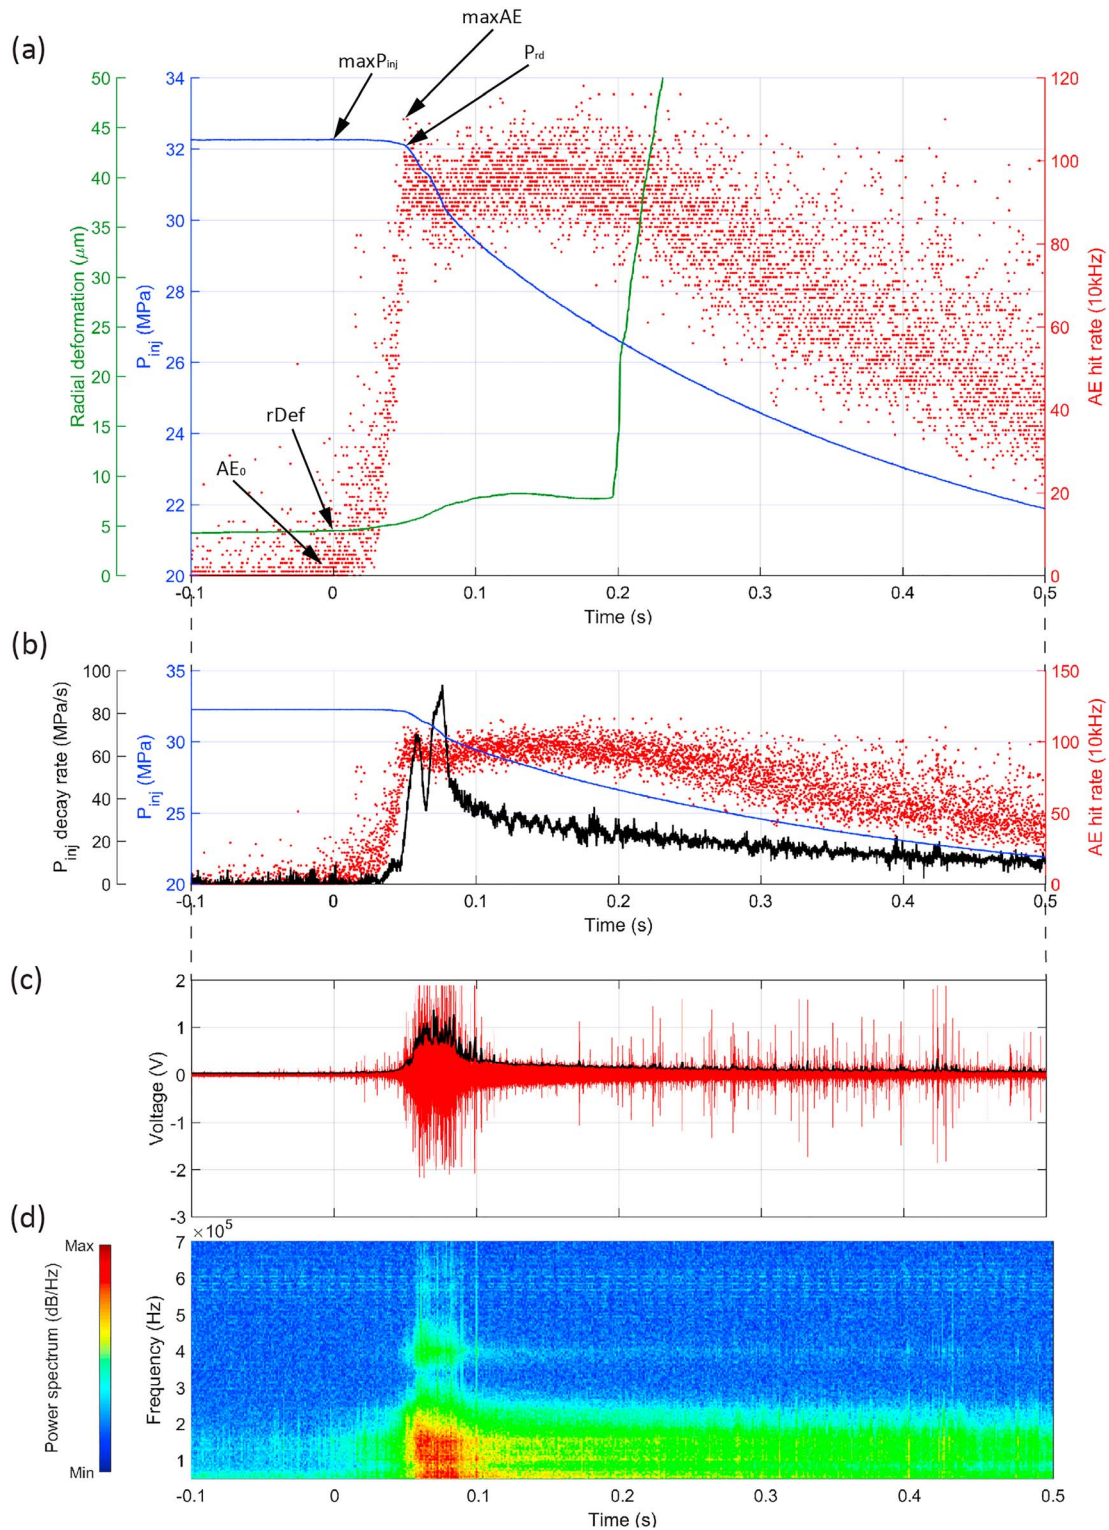 (a)
maxAE
P_rd
maxP_inj
rDef
AE₀
Radial deformation (μm)
50
45
40
35
30
25
20
15
10
5
0
P_inj (MPa)
34
32
30
28
26
24
22
20
AE hit rate (10kHz)
120
100
80
60
40
20
0
-0.1 0 0.1 0.2 0.3 0.4 0.5
Time (s)
(b)
P_inj decay rate (MPa/s)
100
80
60
40
20
0
P_inj (MPa)
35
30
25
20
AE hit rate (10kHz)
150
100
50
0
-0.1 0 0.1 0.2 0.3 0.4 0.5
Time (s)
(c)
Voltage (V)
2
1
0
-1
-2
-3
(d)
Power spectrum (dB/Hz)
Max
Min
×10⁵
Frequency (Hz)
7
6
5
4
3
2
1
-0.1 0 0.1 0.2 0.3 0.4 0.5
Time (s)